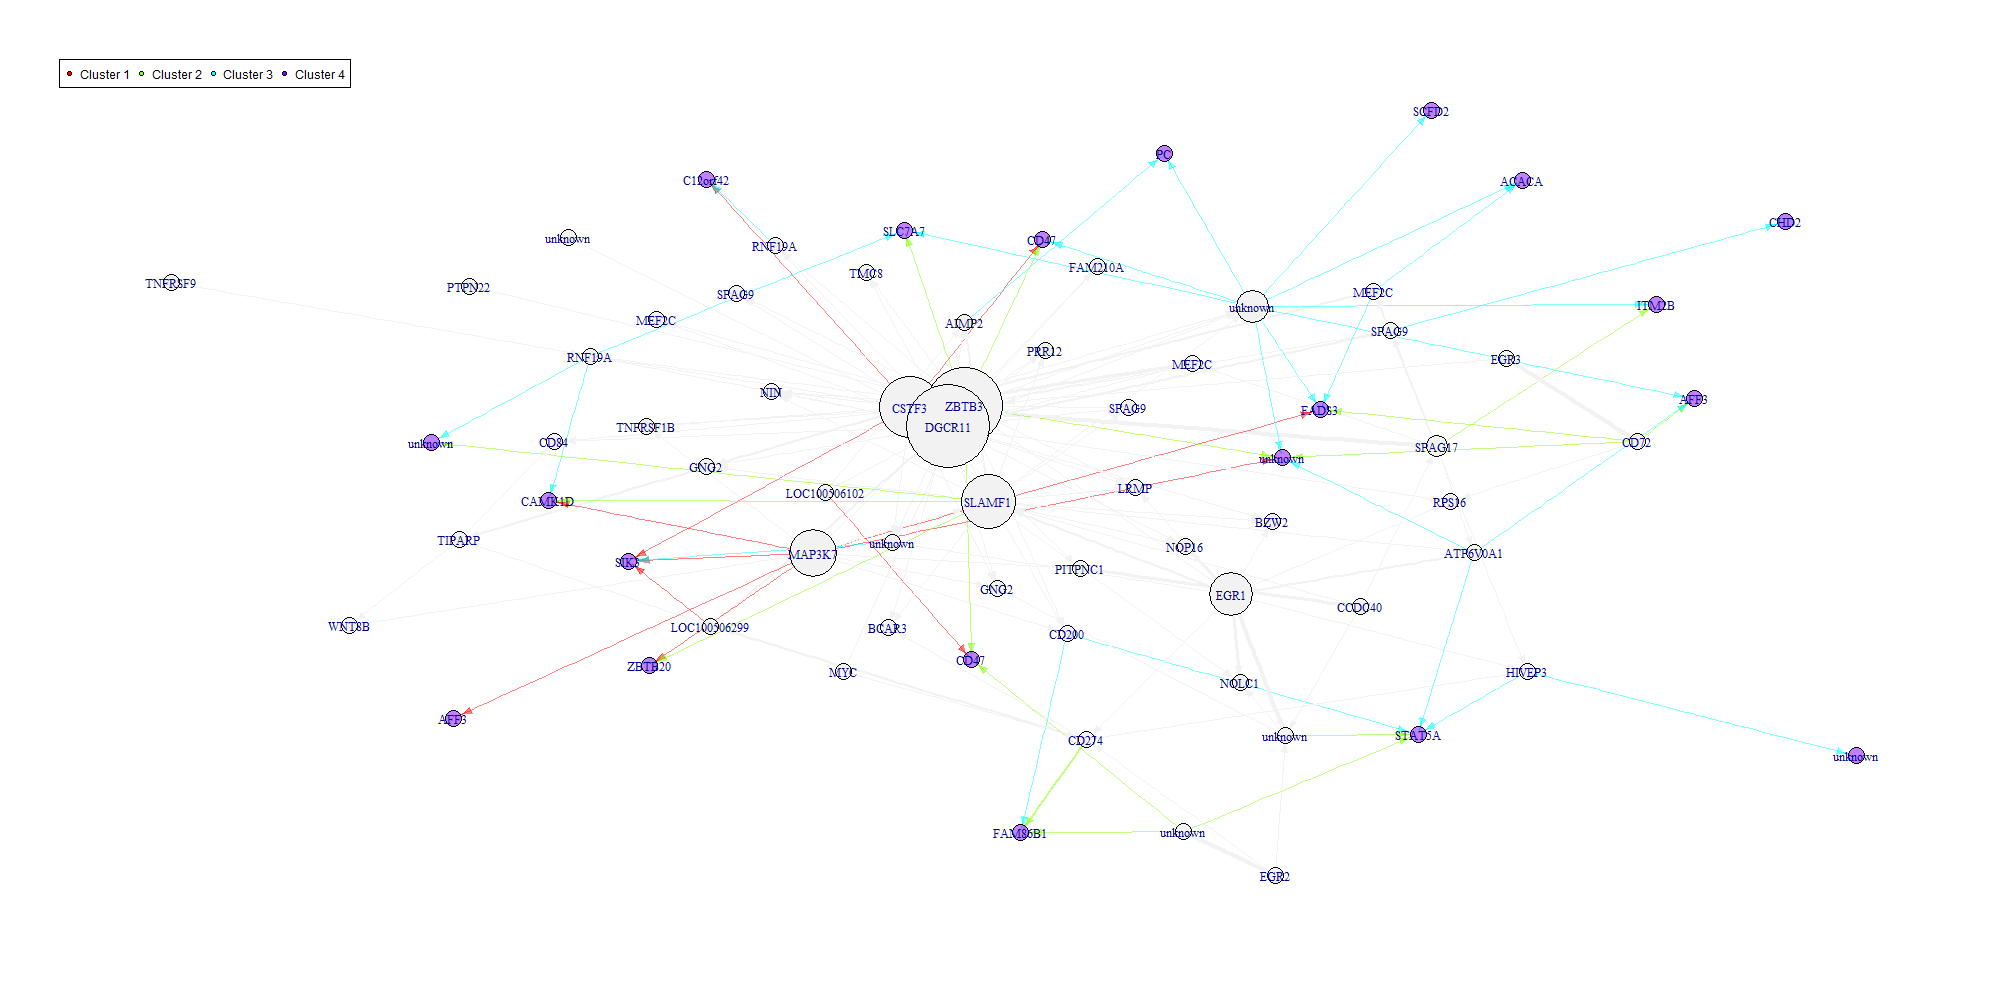 Cluster 1 Cluster 2 Cluster 3 Cluster 4
SCFD2
PC
C12orf42
ACACA
CHD2
SLC7A7
unknown
CD47
RNF19A
FAM210A
TMC8
TNFRSF9
PTPN22
SPAG9
MEF2C
ITM2B
unknown
MEF2C
AIMP2
SPAG9
PRR12
RNF19A
EGR3
MEF2C
NIN
AFF3
CSTF3
ZBTB3
SPAG9
FADS3
TNFRSF1B
DGCR11
CD84
unknown
CD72
SPAG17
unknown
GNG2
LRMP
LOC100506102
CAMK1D
SLAMF1
RPS16
BZW2
TIPARP
unknown
NOP16
MAP3K7
ATP6V0A1
SIK3
PITPNC1
GNG2
EGR1
CCDC40
WNT8B
LOC100506299
BCAR3
CD200
CD47
ZBTB20
MYC
HIVEP3
NOLC1
AFF3
STAT5A
unknown
CD274
unknown
FAM86B1
unknown
EGR2